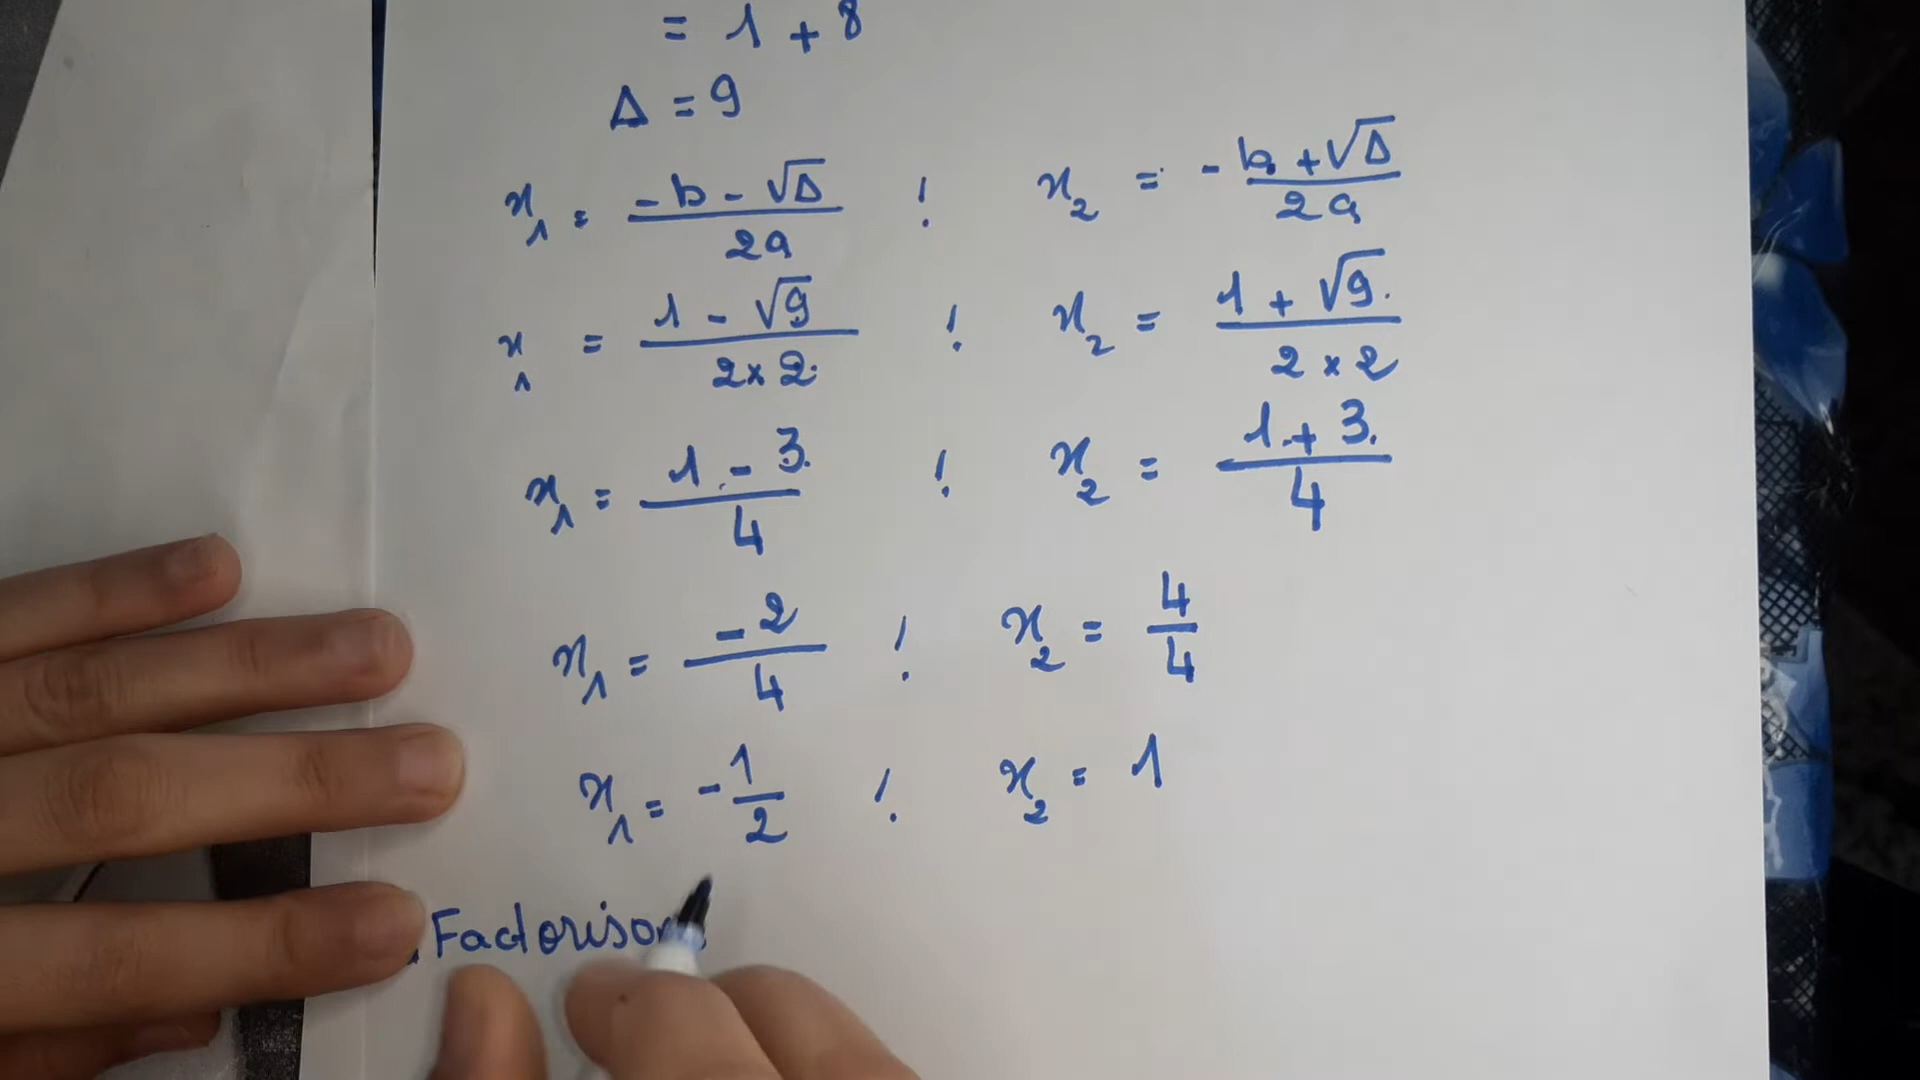 = 1 + 8
Δ = 9
x₁ = (-b - √Δ)/2a ! x₂ = (-b + √Δ)/2a
x₁ = (1 - √9)/(2×2) ! x₂ = (1 + √9)/(2×2)
x₁ = (1 - 3)/4 ! x₂ = (1 + 3)/4
x₁ = -2/4 ! x₂ = 4/4
x₁ = -1/2 ! x₂ = 1